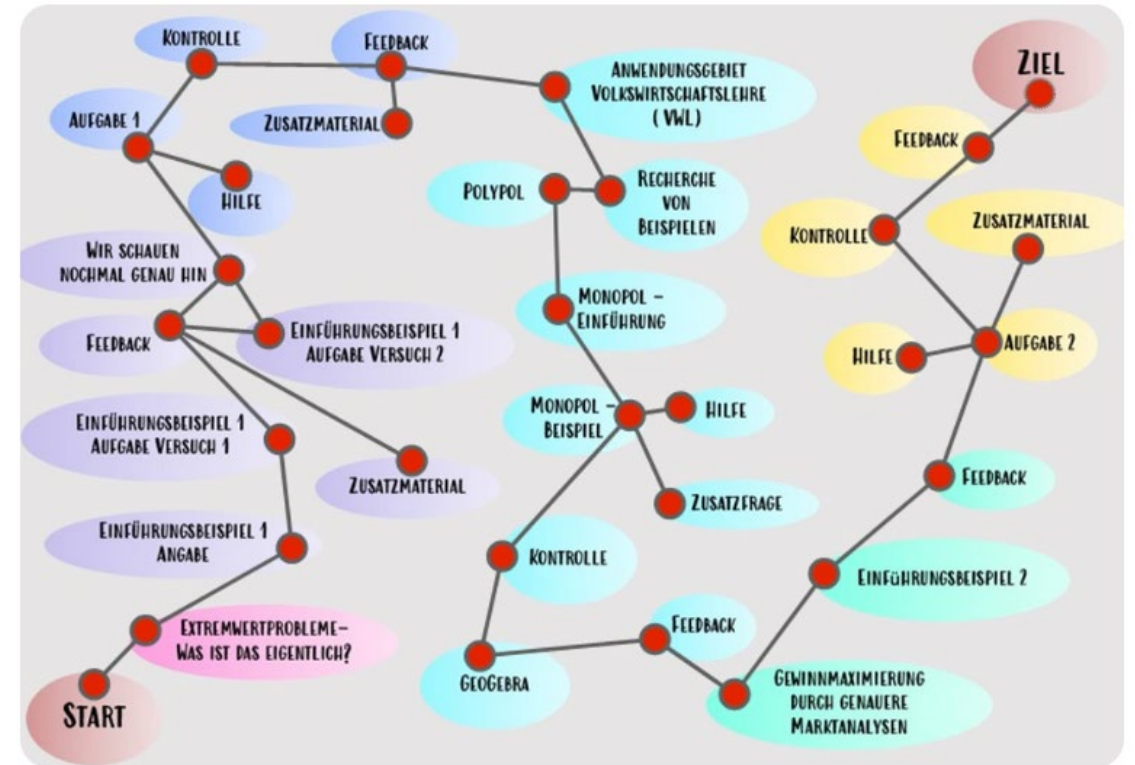 Kontrolle
Feedback
Aufgabe 1
Zusatzmaterial
Hilfe
Wir schauen
nochmal genau hin
Feedback
Einführungsbeispiel 1
Aufgabe Versuch 2
Einführungsbeispiel 1
Aufgabe Versuch 1
Zusatzmaterial
Einführungsbeispiel 1
Angabe
Extremwertprobleme-
Was ist das eigentlich?
Start
Anwendungsgebiet
Volkswirtschaftslehre
( VWL)
Polypol
Recherche
von
Beispielen
Monopol -
Einführung
Monopol -
Beispiel
Hilfe
Zusatzfrage
Kontrolle
GeoGebra
Feedback
Gewinnmaximierung
durch genauere
Marktanalysen
Einführungsbeispiel 2
Feedback
Aufgabe 2
Hilfe
Zusatzmaterial
Kontrolle
Feedback
Ziel